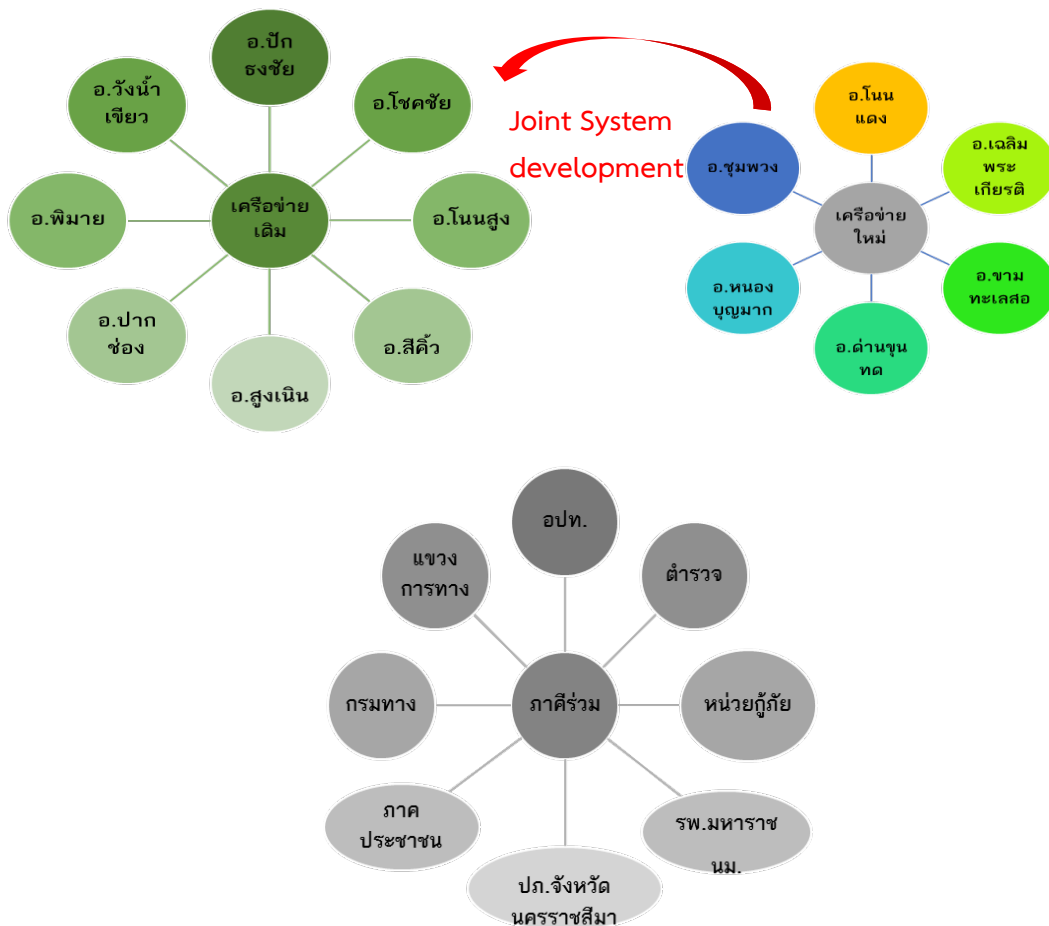 อ.ปัก
ธงชัย
อ.วังน้ำ
เขียว
อ.โชคชัย
อ.พิมาย
เครือข่าย
เดิม
อ.โนนสูง
อ.ปาก
ช่อง
อ.สีคิ้ว
อ.สูงเนิน
Joint System
development
อ.โนน
แดง
อ.ชุมพวง
อ.เฉลิม
พระ
เกียรติ
เครือข่าย
ใหม่
อ.หนอง
บุญมาก
อ.ขาม
ทะเลสอ
อ.ด่านขุน
ทด
อปท.
แขวง
การทาง
ตำรวจ
กรมทาง
ภาคีร่วม
หน่วยกู้ภัย
ภาค
ประชาชน
รพ.มหาราช
นม.
ปภ.จังหวัด
นครราชสีมา